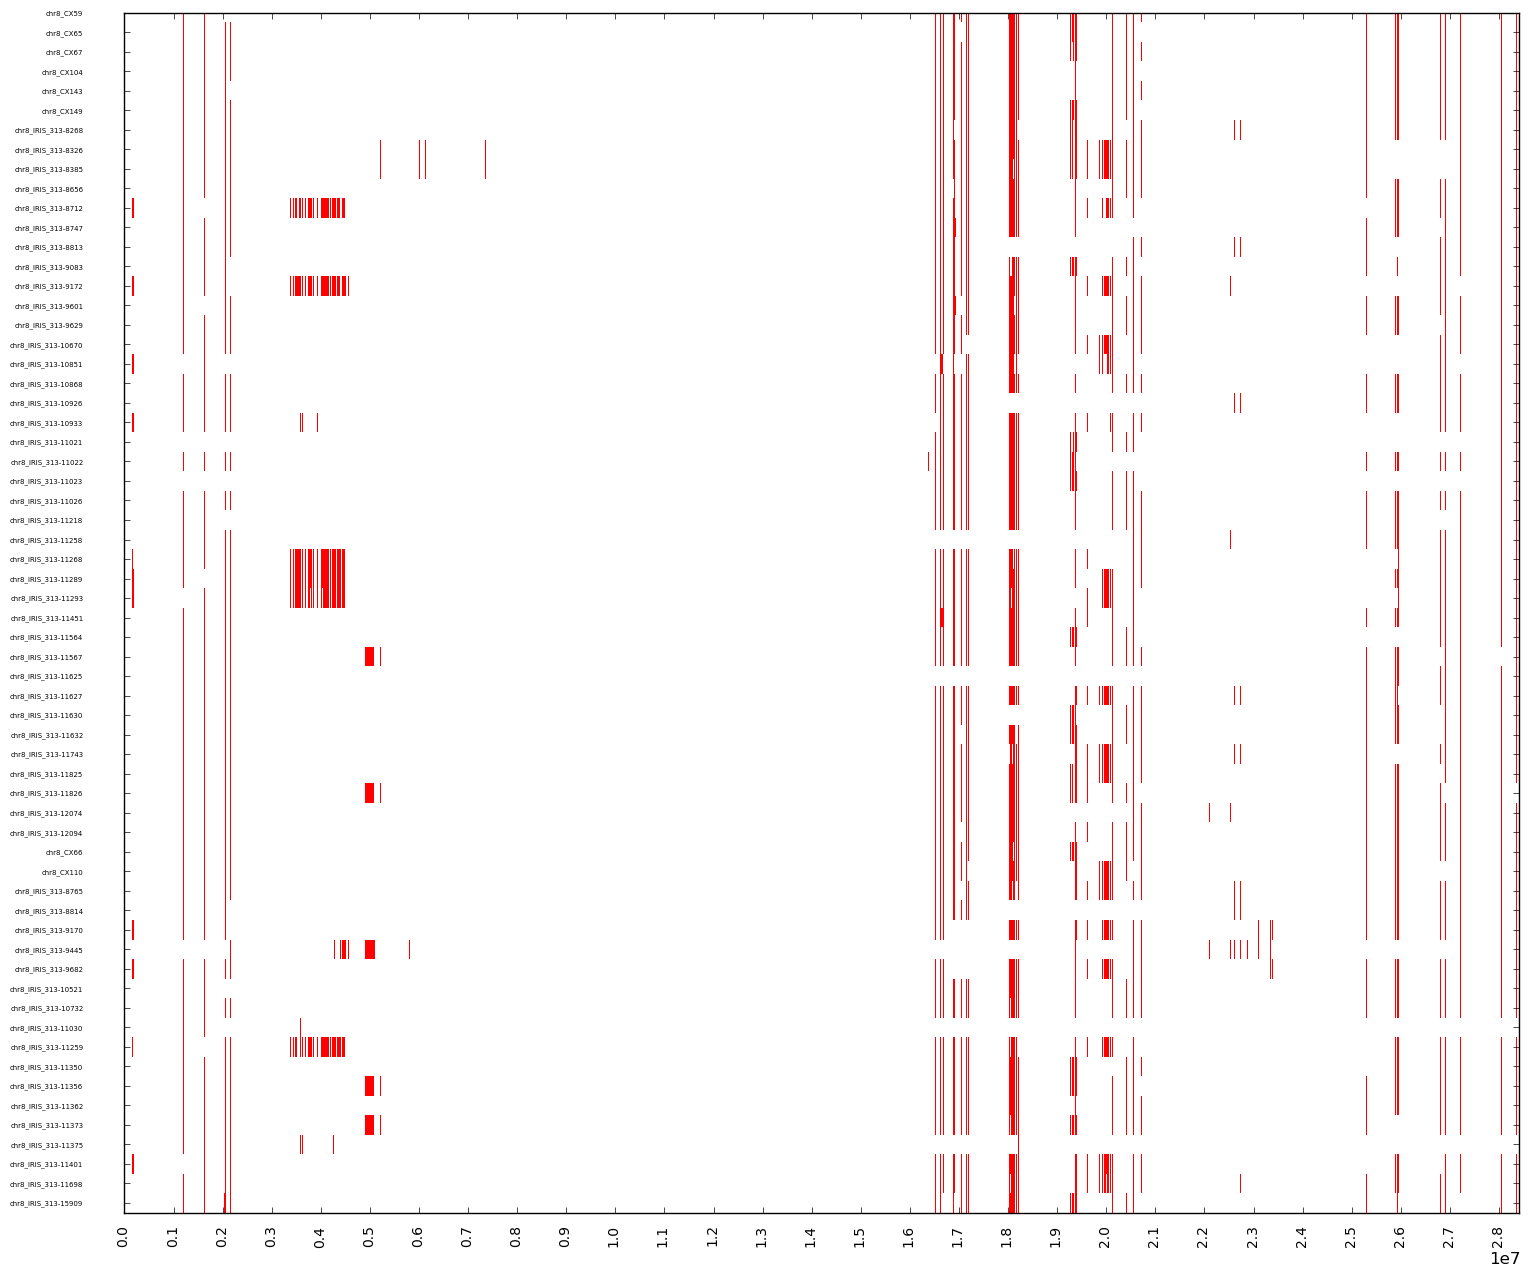 chr8_CX59
chr8_CX65
chr8_CX67
chr8_CX104
chr8_CX143
chr8_CX149
chr8_IRIS_313-8268
chr8_IRIS_313-8326
chr8_IRIS_313-8385
chr8_IRIS_313-8656
chr8_IRIS_313-8712
chr8_IRIS_313-8747
chr8_IRIS_313-8813
chr8_IRIS_313-9083
chr8_IRIS_313-9172
chr8_IRIS_313-9601
chr8_IRIS_313-9629
chr8_IRIS_313-10670
chr8_IRIS_313-10851
chr8_IRIS_313-10868
chr8_IRIS_313-10926
chr8_IRIS_313-10933
chr8_IRIS_313-11021
chr8_IRIS_313-11022
chr8_IRIS_313-11023
chr8_IRIS_313-11026
chr8_IRIS_313-11218
chr8_IRIS_313-11258
chr8_IRIS_313-11268
chr8_IRIS_313-11289
chr8_IRIS_313-11293
chr8_IRIS_313-11451
chr8_IRIS_313-11564
chr8_IRIS_313-11567
chr8_IRIS_313-11625
chr8_IRIS_313-11627
chr8_IRIS_313-11630
chr8_IRIS_313-11632
chr8_IRIS_313-11743
chr8_IRIS_313-11825
chr8_IRIS_313-11826
chr8_IRIS_313-12074
chr8_IRIS_313-12094
chr8_CX66
chr8_CX110
chr8_IRIS_313-8765
chr8_IRIS_313-8814
chr8_IRIS_313-9170
chr8_IRIS_313-9445
chr8_IRIS_313-9682
chr8_IRIS_313-10521
chr8_IRIS_313-10732
chr8_IRIS_313-11030
chr8_IRIS_313-11259
chr8_IRIS_313-11350
chr8_IRIS_313-11356
chr8_IRIS_313-11362
chr8_IRIS_313-11373
chr8_IRIS_313-11375
chr8_IRIS_313-11401
chr8_IRIS_313-11698
chr8_IRIS_313-15909
0.0 0.1 0.2 0.3 0.4 0.5 0.6 0.7 0.8 0.9 1.0 1.1 1.2 1.3 1.4 1.5 1.6 1.7 1.8 1.9 2.0 2.1 2.2 2.3 2.4 2.5 2.6 2.7 2.8
1e7